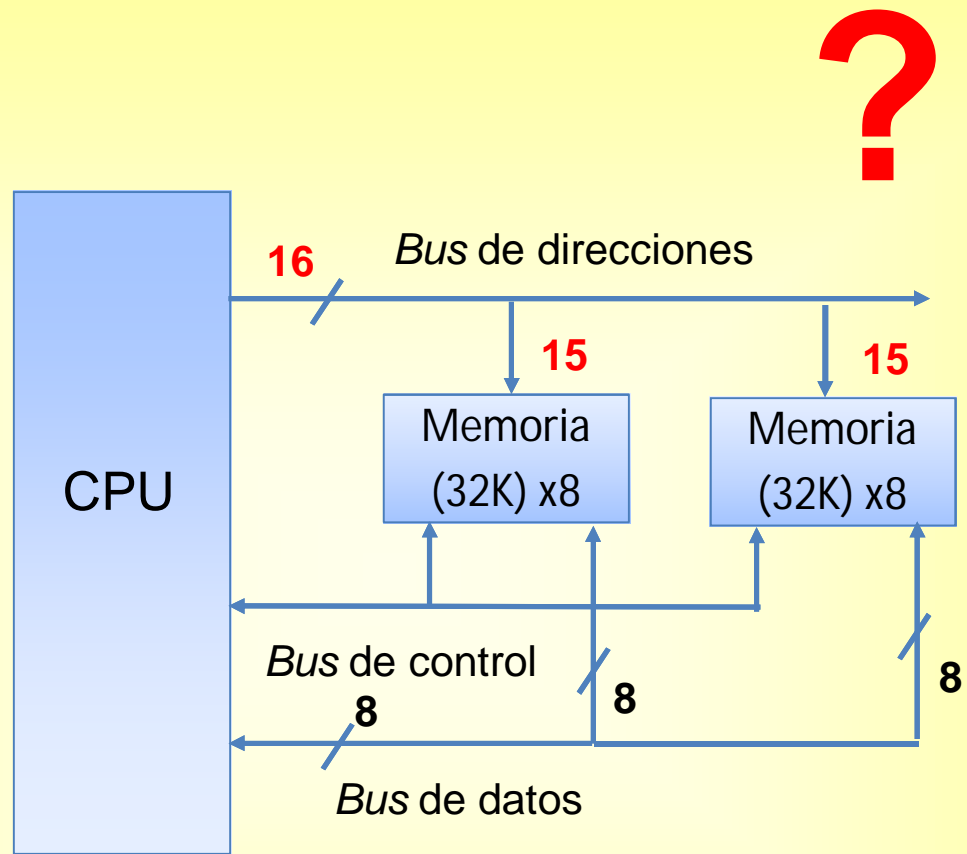 ?
16
Bus de direcciones
15
15
Memoria
(32K) x8
Memoria
(32K) x8
CPU
Bus de control
8
8
8
Bus de datos